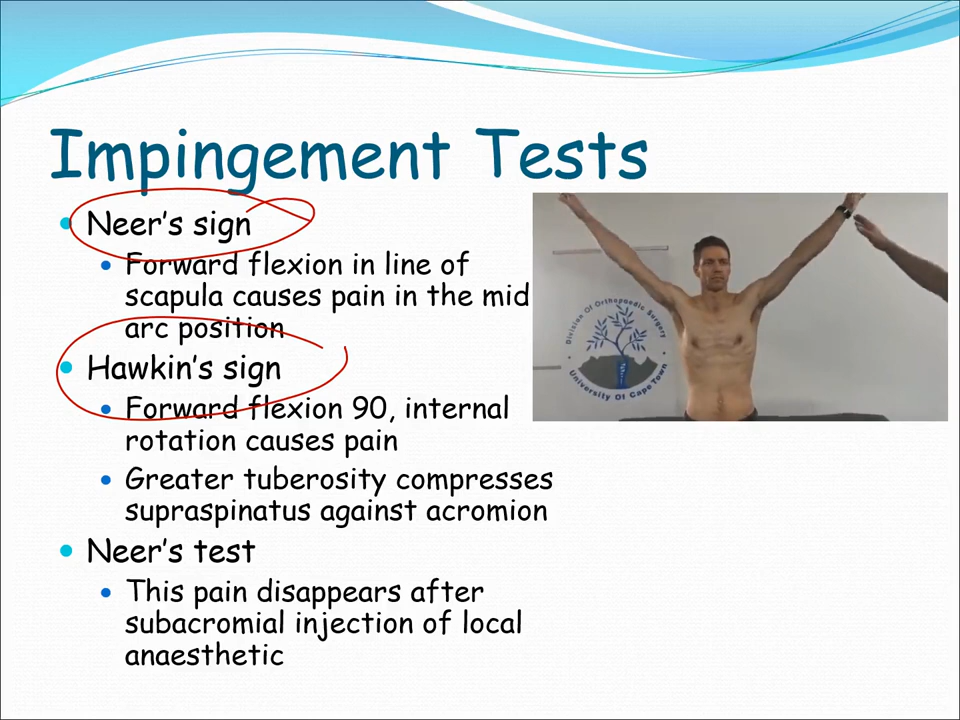 Impingement Tests
Neer's sign
Forward flexion in line of
scapula causes pain in the mid
arc position
Hawkin's sign
Forward flexion 90, internal
rotation causes pain
Greater tuberosity compresses
supraspinatus against acromion
Neer's test
This pain disappears after
subacromial injection of local
anaesthetic
Division Of Orthopaedic Surgery
University Of Cape Town